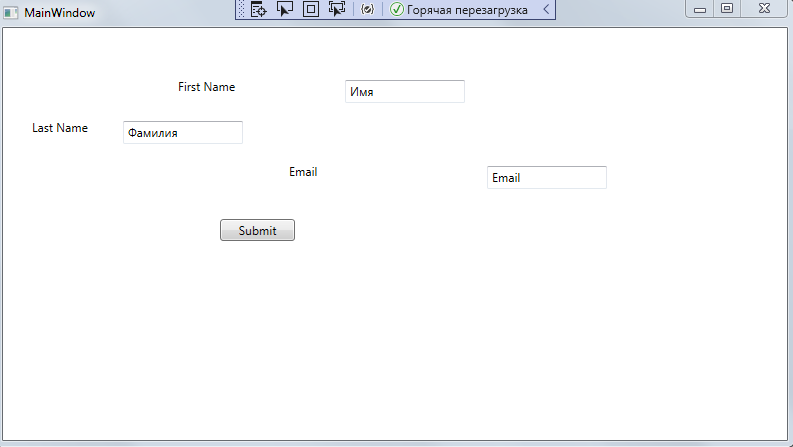 MainWindow
Горячая перезагрузка
First Name
Имя
Last Name
Фамилия
Email
Email
Submit